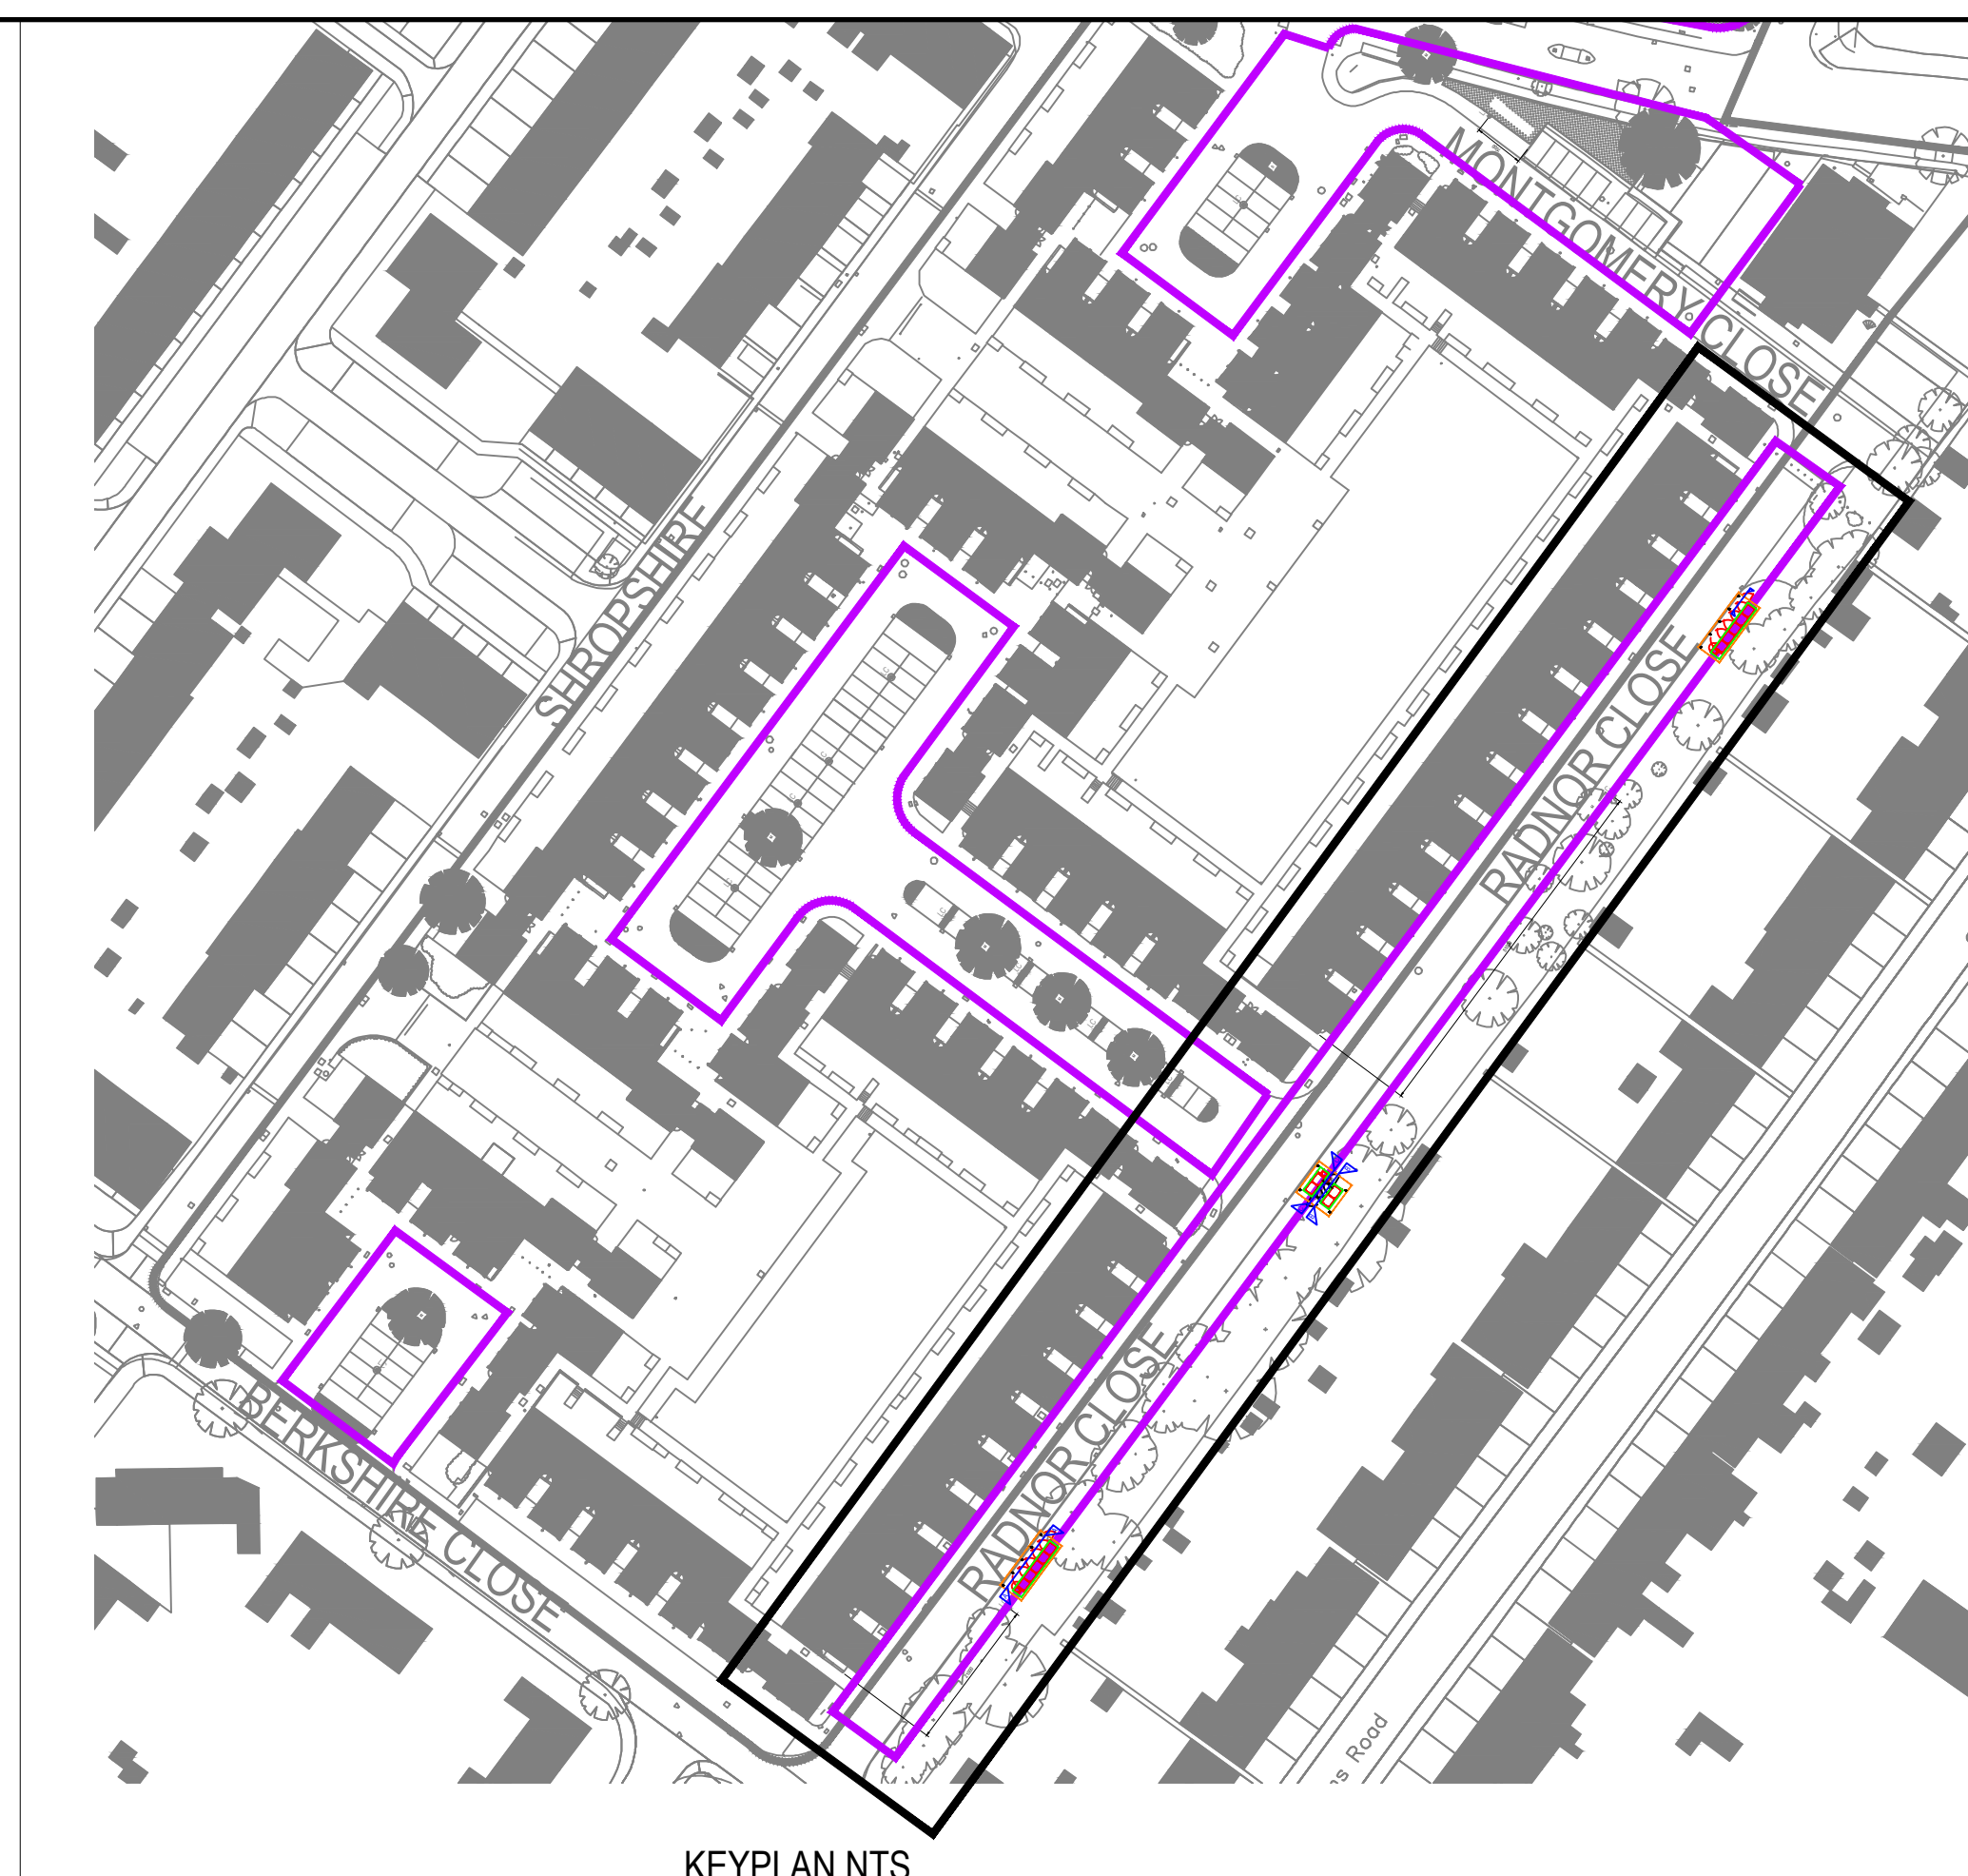 MONTGOMERY CLOSE
SHROPSHIRE
RADNOR CLOSE
RADNOR CLOSE
BERKSHIRE CLOSE
Road
KEYPLAN NTS